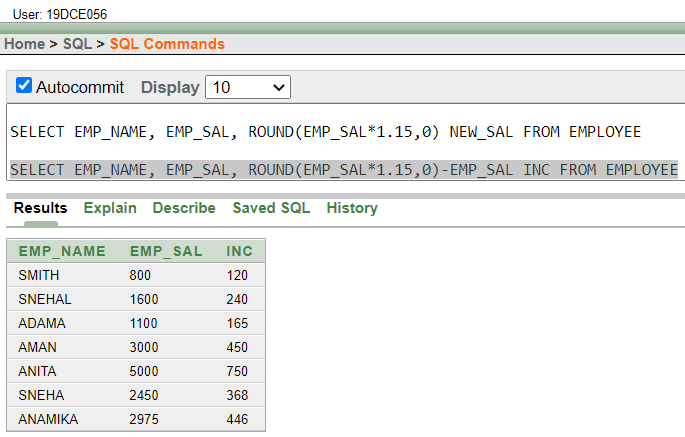 User: 19DCE056
Home > SQL > SQL Commands
Autocommit Display 10
SELECT EMP_NAME, EMP_SAL, ROUND(EMP_SAL*1.15,0) NEW_SAL FROM EMPLOYEE
SELECT EMP_NAME, EMP_SAL, ROUND(EMP_SAL*1.15,0)-EMP_SAL INC FROM EMPLOYEE
Results Explain Describe Saved SQL History
EMP_NAME EMP_SAL INC
SMITH 800 120
SNEHAL 1600 240
ADAMA 1100 165
AMAN 3000 450
ANITA 5000 750
SNEHA 2450 368
ANAMIKA 2975 446